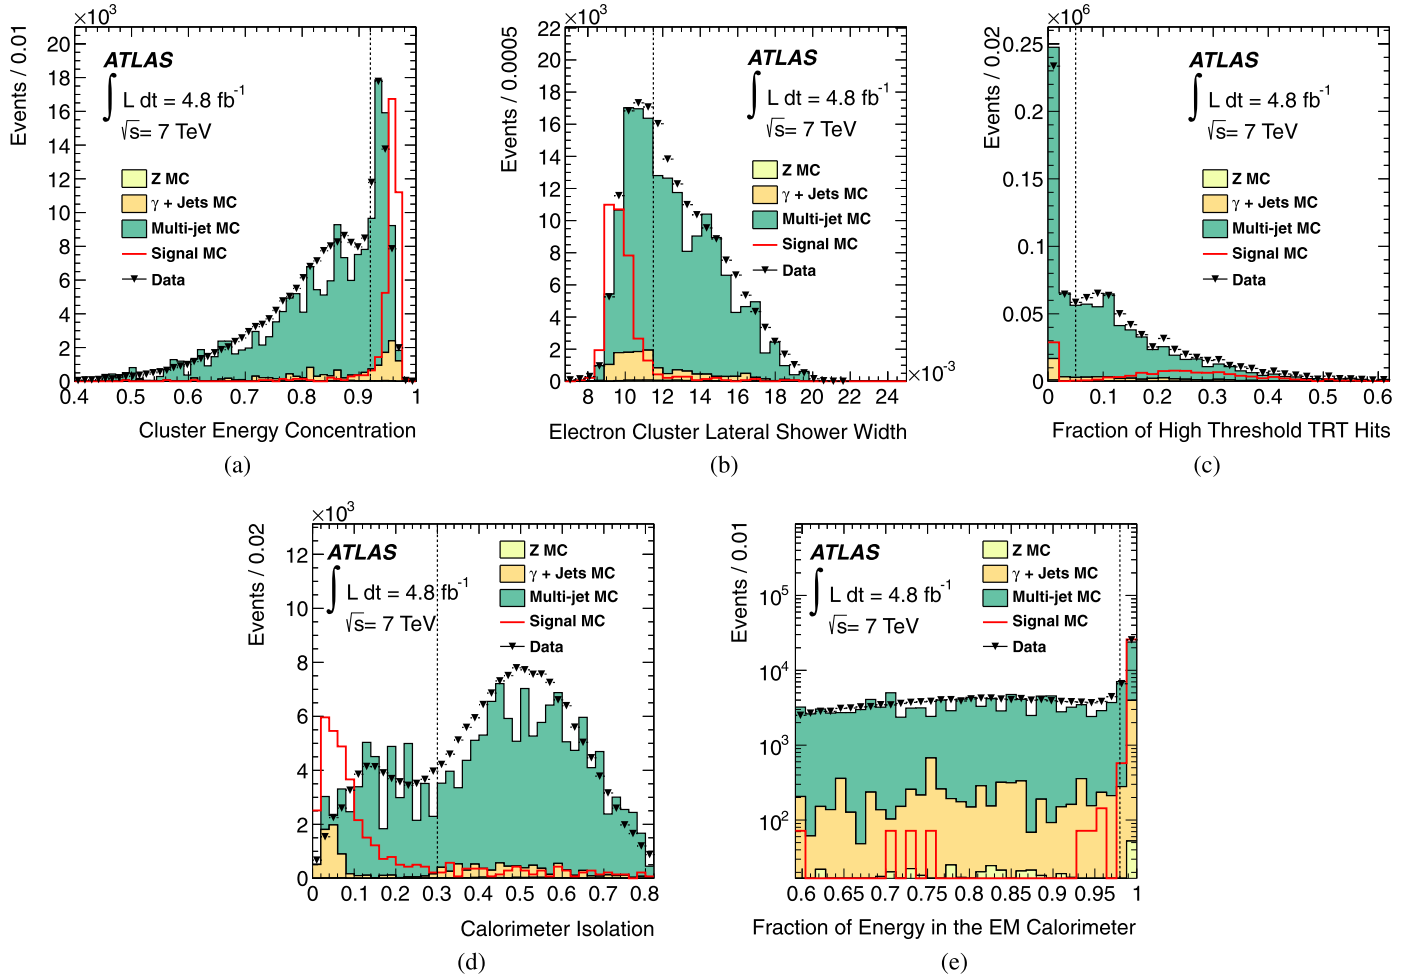 ×10³
Events / 0.01
20
18
16
14
12
10
8
6
4
2
0
ATLAS
∫ L dt = 4.8 fb⁻¹
√s= 7 TeV
Z MC
γ + Jets MC
Multi-jet MC
Signal MC
Data
0.4 0.5 0.6 0.7 0.8 0.9 1
Cluster Energy Concentration
(a)
×10³
Events / 0.0005
22
20
18
16
14
12
10
8
6
4
2
0
ATLAS
∫ L dt = 4.8 fb⁻¹
√s= 7 TeV
Z MC
γ + Jets MC
Multi-jet MC
Signal MC
Data
8 10 12 14 16 18 20 22 24
×10⁻³
Electron Cluster Lateral Shower Width
(b)
×10⁶
Events / 0.02
0.25
0.2
0.15
0.1
0.05
0
ATLAS
∫ L dt = 4.8 fb⁻¹
√s= 7 TeV
Z MC
γ + Jets MC
Multi-jet MC
Signal MC
Data
0 0.1 0.2 0.3 0.4 0.5 0.6
Fraction of High Threshold TRT Hits
(c)
×10³
Events / 0.02
12
10
8
6
4
2
0
ATLAS
∫ L dt = 4.8 fb⁻¹
√s= 7 TeV
Z MC
γ + Jets MC
Multi-jet MC
Signal MC
Data
0 0.1 0.2 0.3 0.4 0.5 0.6 0.7 0.8
Calorimeter Isolation
(d)
Events / 0.01
10⁵
10⁴
10³
10²
ATLAS
∫ L dt = 4.8 fb⁻¹
√s= 7 TeV
Z MC
γ + Jets MC
Multi-jet MC
Signal MC
Data
0.6 0.65 0.7 0.75 0.8 0.85 0.9 0.95 1
Fraction of Energy in the EM Calorimeter
(e)